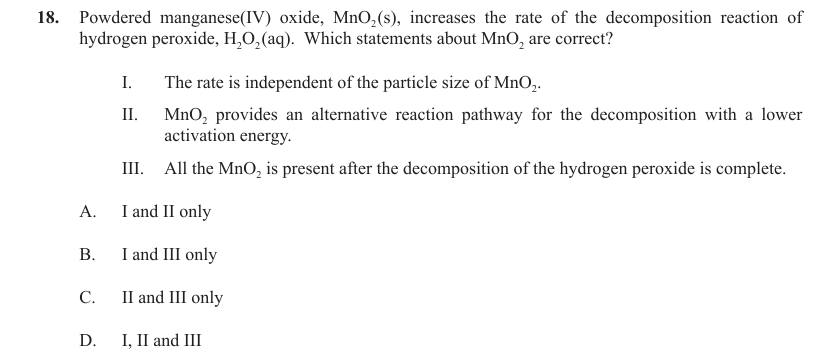 18. Powdered manganese(IV) oxide, MnO₂(s), increases the rate of the decomposition reaction of
hydrogen peroxide, H₂O₂(aq). Which statements about MnO₂ are correct?
I. The rate is independent of the particle size of MnO₂.
II. MnO₂ provides an alternative reaction pathway for the decomposition with a lower
activation energy.
III. All the MnO₂ is present after the decomposition of the hydrogen peroxide is complete.
A. I and II only
B. I and III only
C. II and III only
D. I, II and III